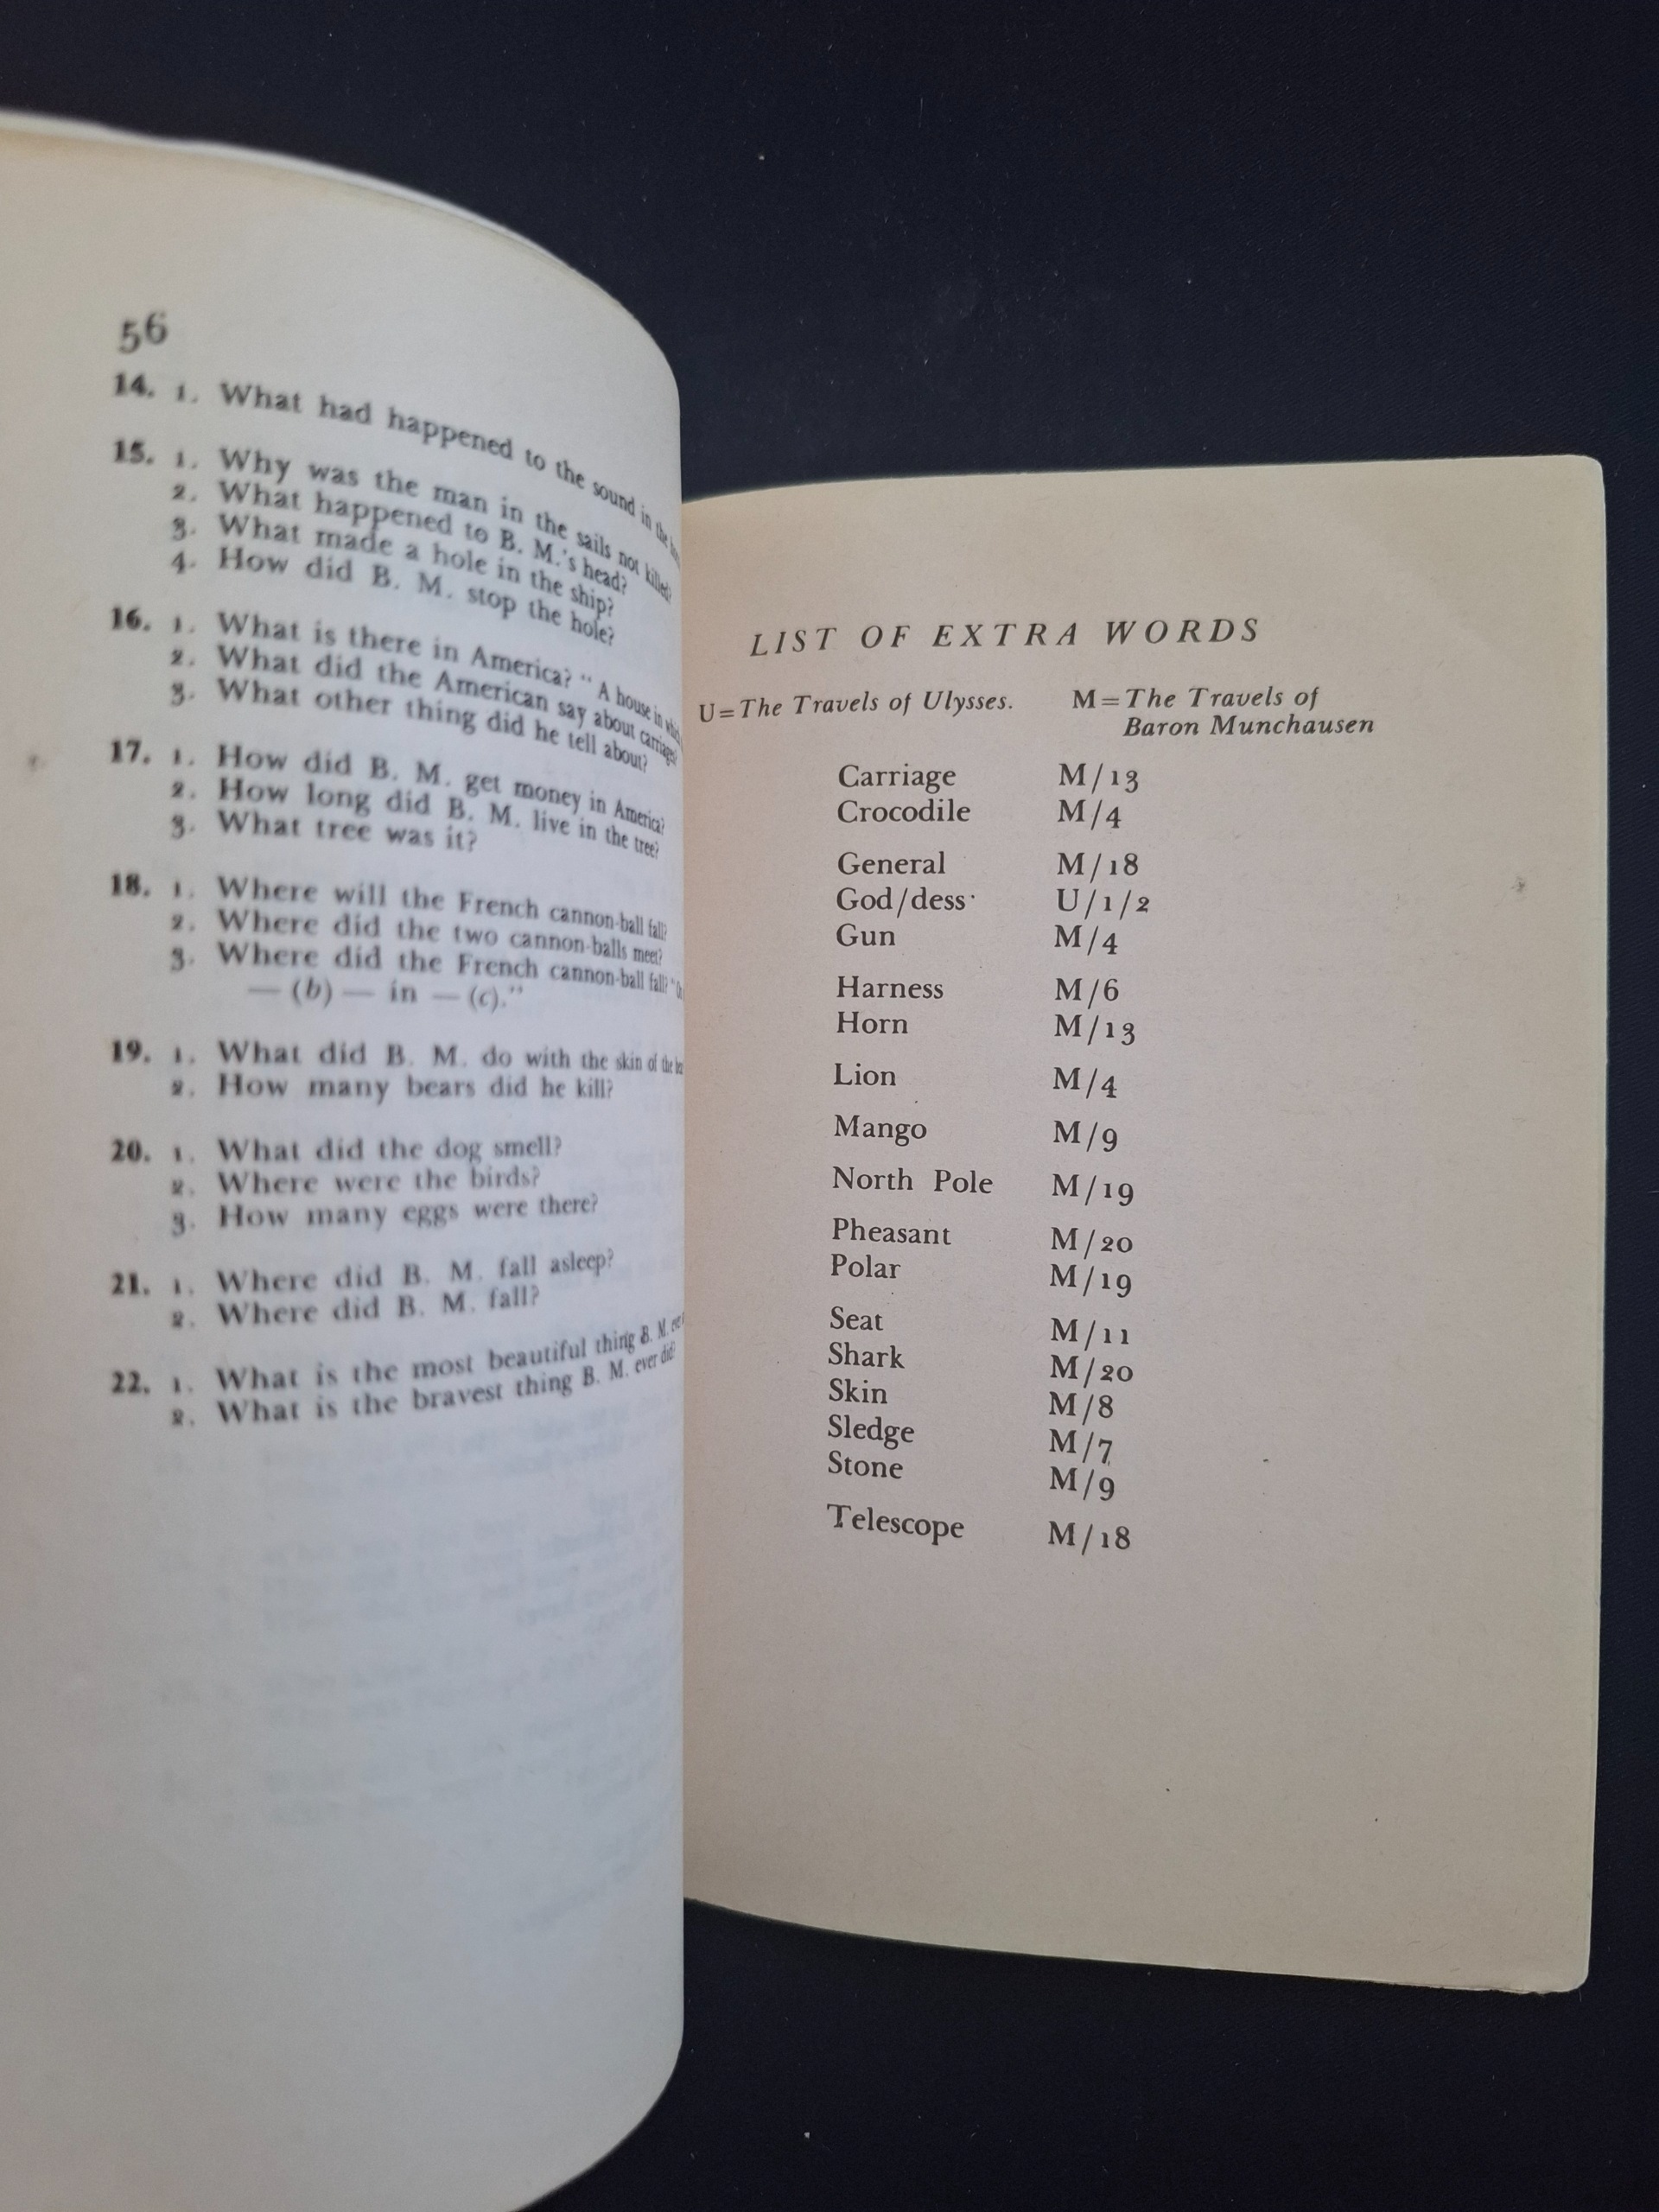 56
14. 1. What had happened to the sound in the
15. 1. Why was the man in the sails not killed?
2. What happened to B. M.'s head?
3. What made a hole in the ship?
4. How did B. M. stop the hole?
16. 1. What is there in America? "A house in which
2. What did the American say about carriages?
3. What other thing did he tell about?
17. 1. How did B. M. get money in America?
2. How long did B. M. live in the tree?
3. What tree was it?
18. 1. Where will the French cannon-ball fall?
2. Where did the two cannon-balls meet?
3. Where did the French cannon-ball fall? "
— (b) — in — (c)."
19. 1. What did B. M. do with the skin of the
2. How many bears did he kill?
20. 1. What did the dog smell?
2. Where were the birds?
3. How many eggs were there?
21. 1. Where did B. M. fall asleep?
2. Where did B. M. fall?
22. 1. What is the most beautiful thing B. M.
2. What is the bravest thing B. M. ever did?
LIST OF EXTRA WORDS
U=The Travels of Ulysses. M=The Travels of
Baron Munchausen
Carriage M/13
Crocodile M/4
General M/18
God/dess U/1/2
Gun M/4
Harness M/6
Horn M/13
Lion M/4
Mango M/9
North Pole M/19
Pheasant M/20
Polar M/19
Seat M/11
Shark M/20
Skin M/8
Sledge M/7
Stone M/9
Telescope M/18